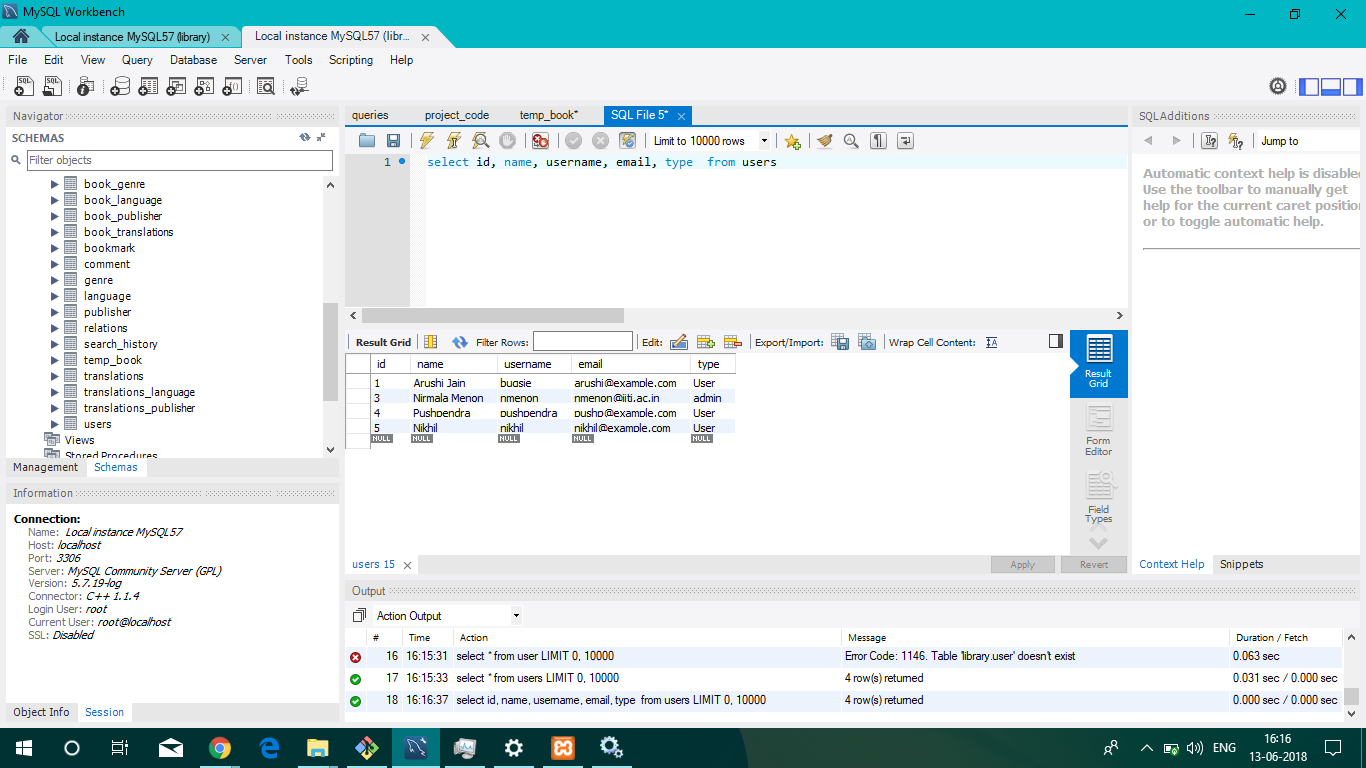 MySQL Workbench
Local instance MySQL57 (library) Local instance MySQL57 (libr...
File Edit View Query Database Server Tools Scripting Help
Navigator
SCHEMAS
Filter objects
book_genre
book_language
book_publisher
book_translations
bookmark
comment
genre
language
publisher
relations
search_history
temp_book
translations
translations_language
translations_publisher
users
Views
Stored Procedures
Management Schemas
Information
Connection:
Name: Local instance MySQL57
Host: localhost
Port: 3306
Server: MySQL Community Server (GPL)
Version: 5.7.19-log
Connector: C++ 1.1.4
Login User: root
Current User: root@localhost
SSL: Disabled
Object Info Session
queries project_code temp_book* SQL File 5*
Limit to 10000 rows
1 select id, name, username, email, type from users
Result Grid Filter Rows: Edit: Export/Import: Wrap Cell Content:
id name username email type
1 Arushi Jain bugsie arushi@example.com User
3 Nirmala Menon nmenon nmenon@iiti.ac.in admin
4 Pushpendra pushpendra pushp@example.com User
5 Nikhil nikhil nikhil@example.com User
NULL NULL NULL NULL NULL
Result
Grid
Form
Editor
Field
Types
users 15 Apply Revert
Output
Action Output
# Time Action Message Duration / Fetch
16 16:15:31 select * from user LIMIT 0, 10000 Error Code: 1146. Table 'library.user' doesn't exist 0.063 sec
17 16:15:33 select * from users LIMIT 0, 10000 4 row(s) returned 0.031 sec / 0.000 sec
18 16:16:37 select id, name, username, email, type from users LIMIT 0, 10000 4 row(s) returned 0.000 sec / 0.000 sec
SQLAdditions
Jump to
Automatic context help is disabled.
Use the toolbar to manually get
help for the current caret position
or to toggle automatic help.
Context Help Snippets
ENG
16:16
13-06-2018